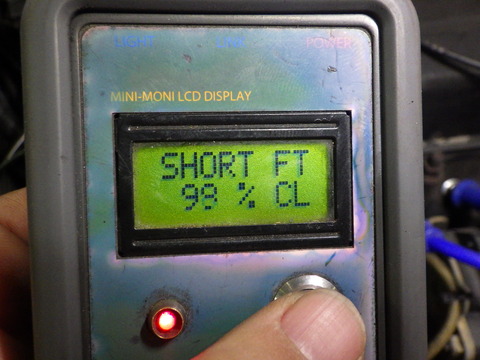 LIGHT LINK POWER
MINI-MONI LCD DISPLAY
SHORT FT
98 % CL